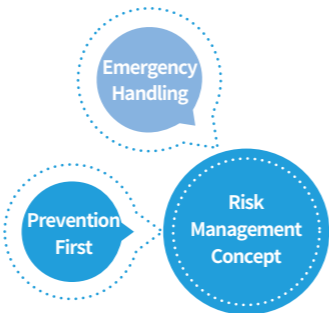 Emergency
Handling
Prevention
First
Risk
Management
Concept